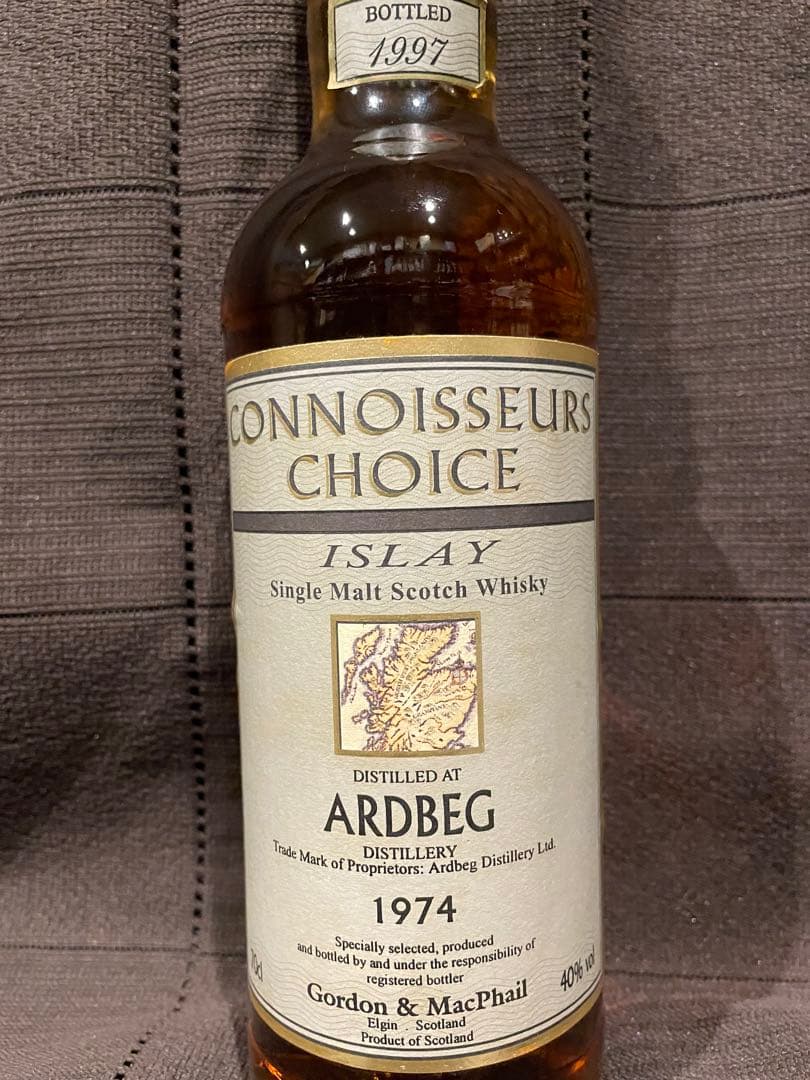 BOTTLED
1997
CONNOISSEURS
CHOICE
ISLAY
Single Malt Scotch Whisky
DISTILLED AT
ARDBEG
DISTILLERY
Trade Mark of Proprietors: Ardbeg Distillery Ltd.
1974
Specially selected, produced
and bottled by and under the responsibility of
registered bottler
70cl
40% vol
Gordon & MacPhail
Elgin . Scotland
Product of Scotland